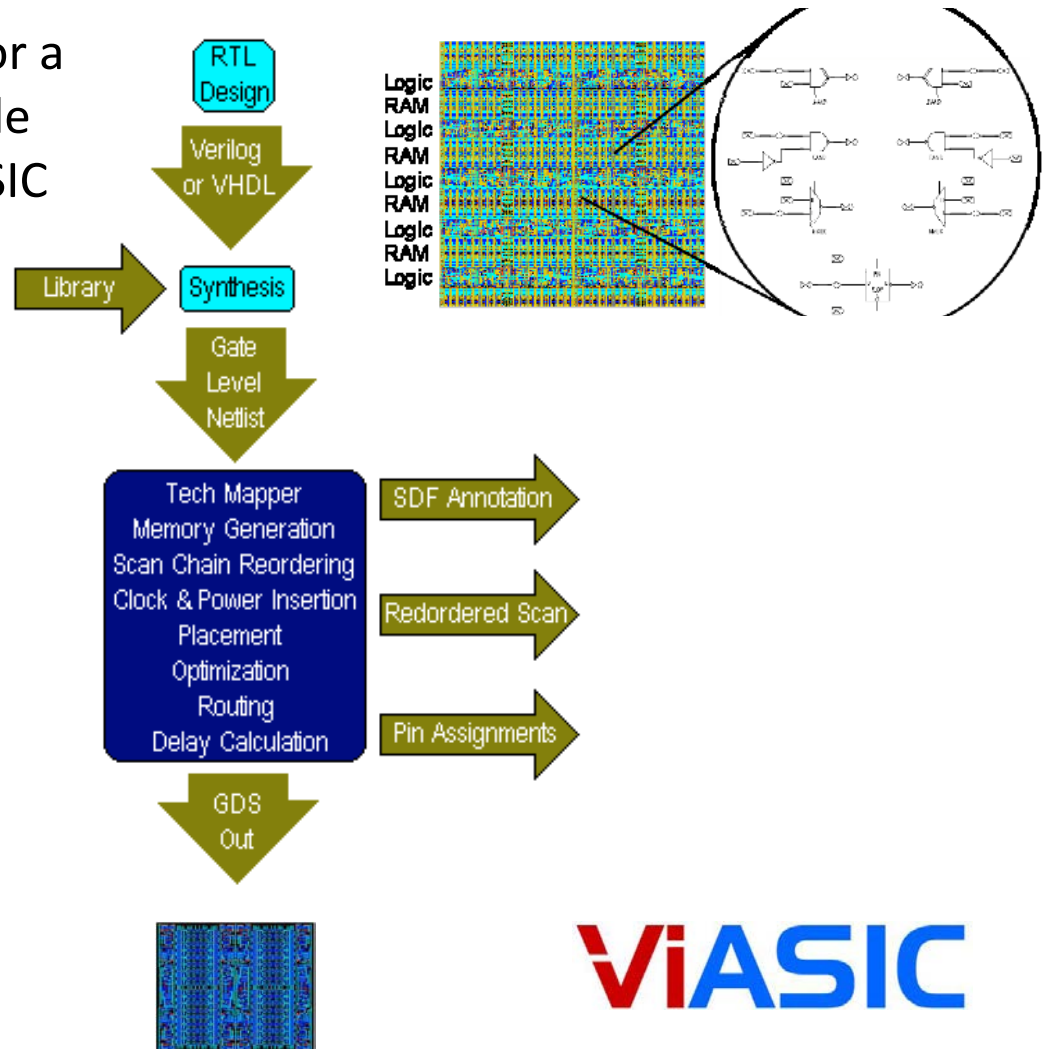 or a
le
SIC
RTL
Design
Verilog
or VHDL
Library
Synthesis
Gate
Level
Netlist
Tech Mapper
Memory Generation
Scan Chain Reordering
Clock & Power Insertion
Placement
Optimization
Routing
Delay Calculation
SDF Annotation
Redordered Scan
Pin Assignments
GDS
Out
Logic
RAM
Logic
RAM
Logic
RAM
Logic
RAM
Logic
ViASIC